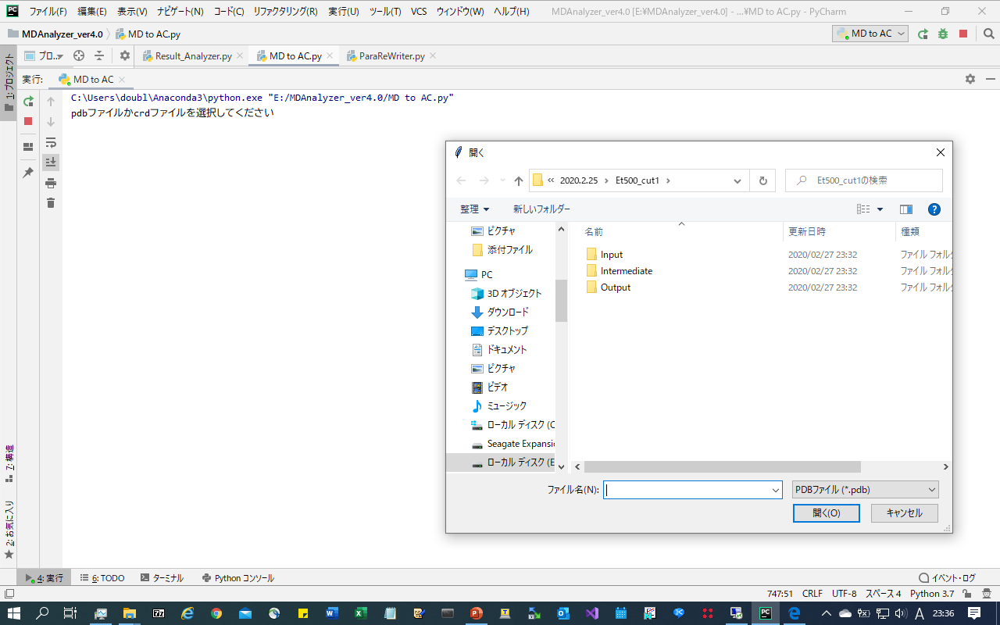 PC ファイル(F) 編集(E) 表示(V) ナビゲート(N) コード(C) リファクタリング(R) 実行(U) ツール(T) VCS ウィンドウ(W) ヘルプ(H) MDAnalyzer_ver4.0 [E:¥MDAnalyzer_ver4.0] - ...¥MD to AC.py - PyCharm
MDAnalyzer_ver4.0 MD to AC.py MD to AC
1: プロジェクト
プロ... Result_Analyzer.py MD to AC.py ParaReWriter.py
実行: MD to AC
C:\Users\doubl\Anaconda3\python.exe "E:/MDAnalyzer_ver4.0/MD to AC.py"
pdbファイルかcrdファイルを選択してください
開く
« 2020.2.25 Et500_cut1 Et500_cut1の検索
整理 新しいフォルダー
ピクチャ
添付ファイル
PC
3D オブジェクト
ダウンロード
デスクトップ
ドキュメント
ピクチャ
ビデオ
ミュージック
ローカル ディスク (C
Seagate Expansio
ローカル ディスク (E
名前 更新日時 種類
Input 2020/02/27 23:32 ファイル フォルダ
Intermediate 2020/02/27 23:32 ファイル フォルダ
Output 2020/02/27 23:32 ファイル フォルダ
ファイル名(N): PDBファイル (*.pdb)
開く(O) キャンセル
7: 構造
2: お気に入り
4: 実行 6: TODO ターミナル Python コンソール イベント・ログ
747:51 CRLF UTF-8 スペース 4 Python 3.7
A 23:36